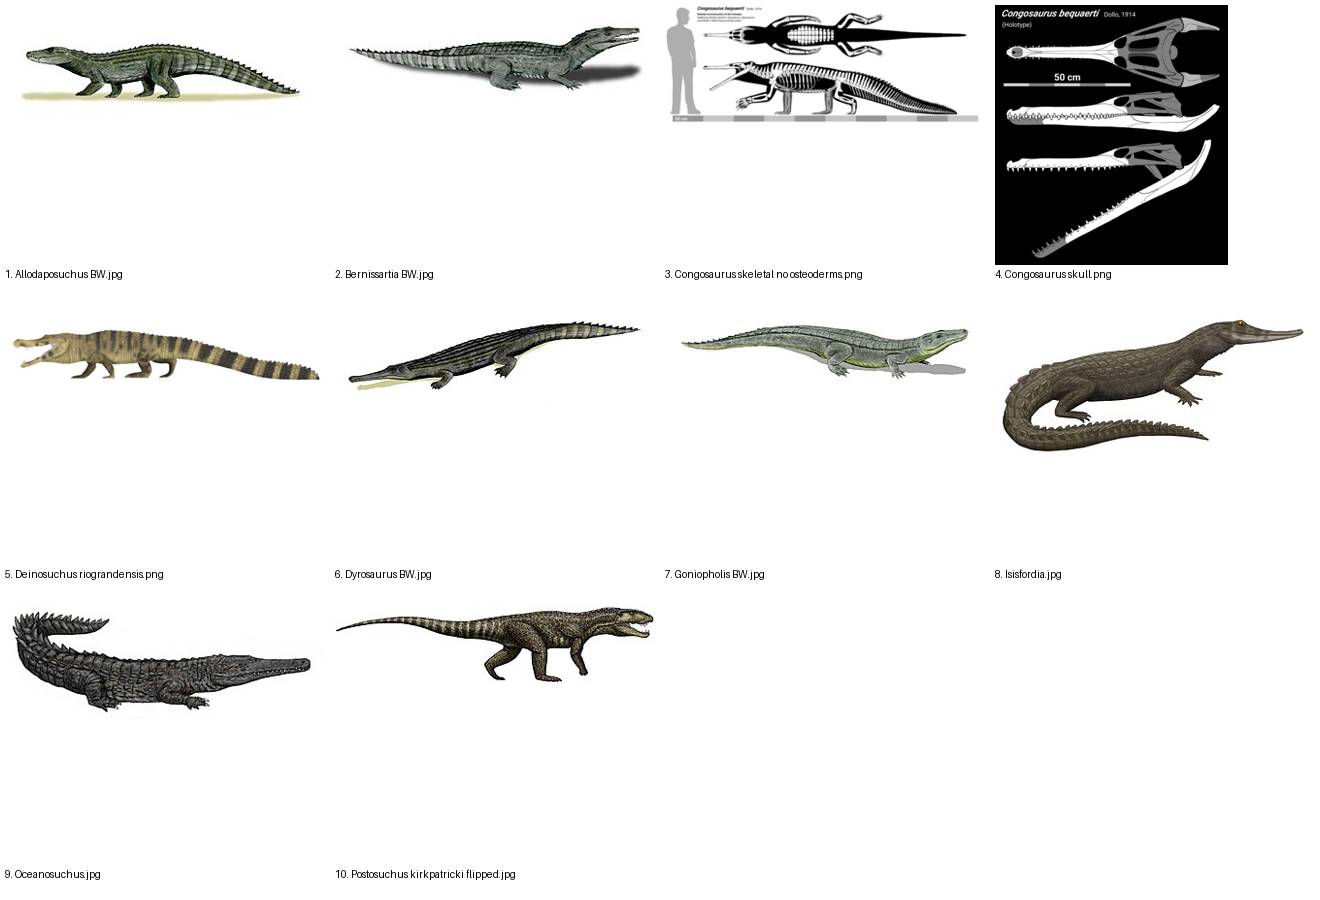 Congosaurus bequaerti Dollo, 1914
Congosaurus bequaerti Dollo, 1914
(Holotype)
50 cm
50 cm
1. Allodaposuchus BW.jpg
2. Bernissartia BW.jpg
3. Congosaurus skeletal no osteoderms.png
4. Congosaurus skull.png
5. Deinosuchus riograndensis.png
6. Dyrosaurus BW.jpg
7. Goniopholis BW.jpg
8. Isisfordia.jpg
9. Oceanosuchus.jpg
10. Postosuchus kirkpatricki flipped.jpg